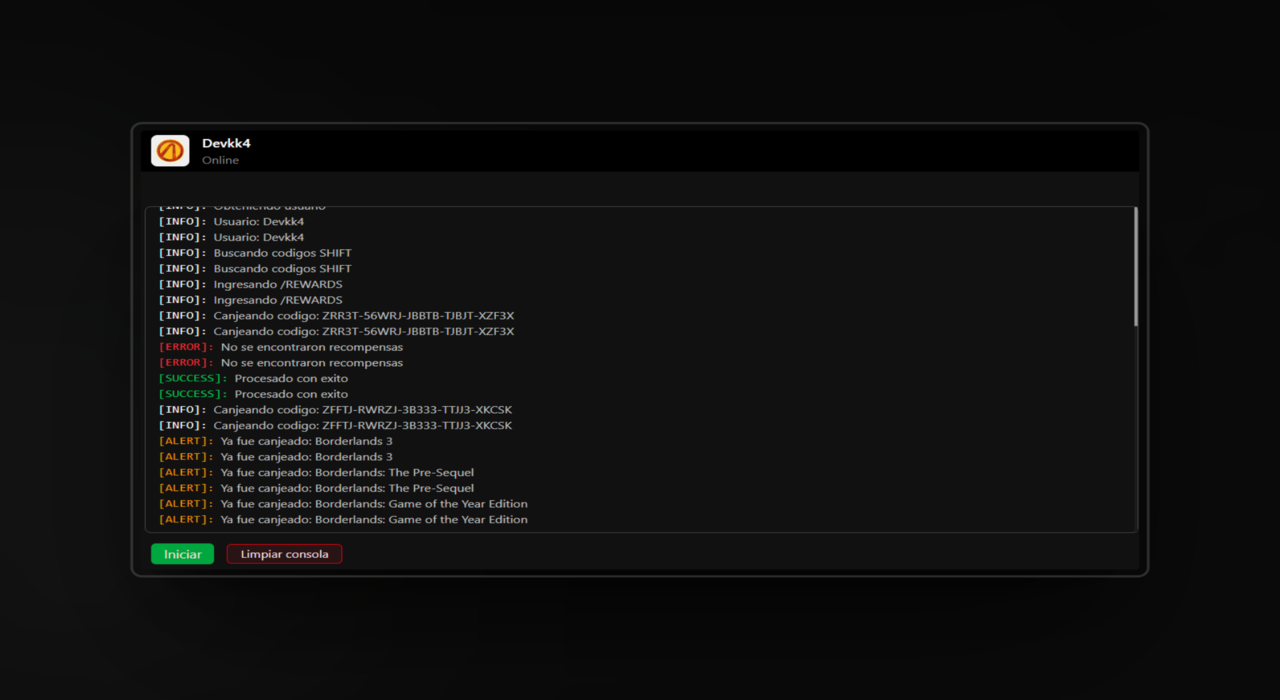 Devkk4
Online
[INFO]: Obteniendo usuario
[INFO]: Usuario: Devkk4
[INFO]: Usuario: Devkk4
[INFO]: Buscando codigos SHIFT
[INFO]: Buscando codigos SHIFT
[INFO]: Ingresando /REWARDS
[INFO]: Ingresando /REWARDS
[INFO]: Canjeando codigo: ZRR3T-56WRJ-JBBTB-TJBJT-XZF3X
[INFO]: Canjeando codigo: ZRR3T-56WRJ-JBBTB-TJBJT-XZF3X
[ERROR]: No se encontraron recompensas
[ERROR]: No se encontraron recompensas
[SUCCESS]: Procesado con exito
[SUCCESS]: Procesado con exito
[INFO]: Canjeando codigo: ZFFTJ-RWRZJ-3B333-TTJJ3-XKCSK
[INFO]: Canjeando codigo: ZFFTJ-RWRZJ-3B333-TTJJ3-XKCSK
[ALERT]: Ya fue canjeado: Borderlands 3
[ALERT]: Ya fue canjeado: Borderlands 3
[ALERT]: Ya fue canjeado: Borderlands: The Pre-Sequel
[ALERT]: Ya fue canjeado: Borderlands: The Pre-Sequel
[ALERT]: Ya fue canjeado: Borderlands: Game of the Year Edition
[ALERT]: Ya fue canjeado: Borderlands: Game of the Year Edition
Iniciar
Limpiar consola